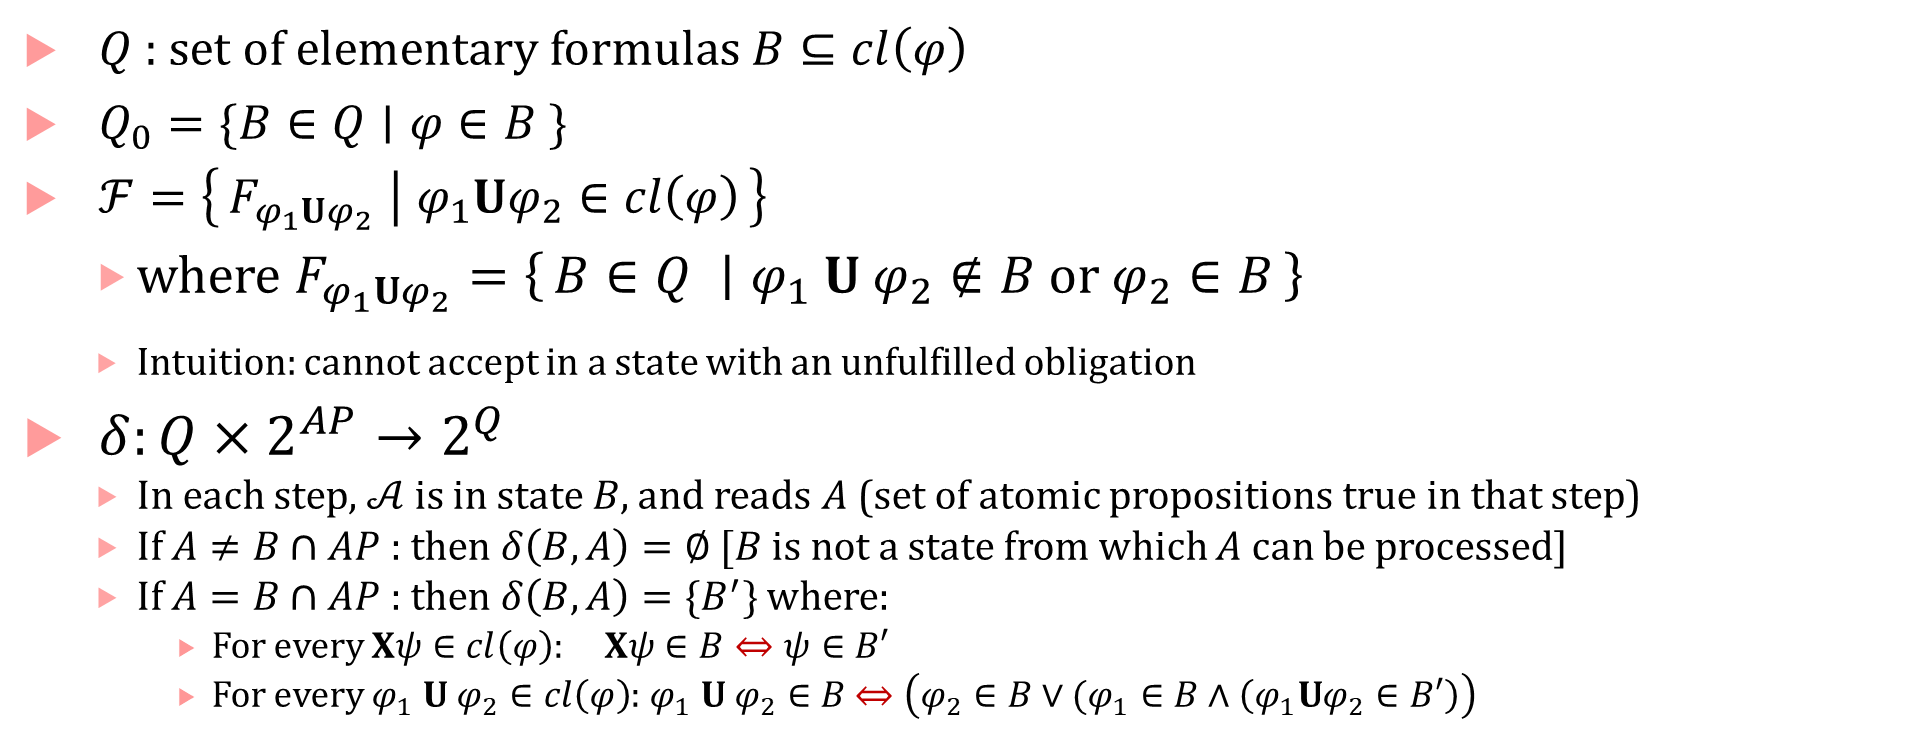 ▶ Q : set of elementary formulas B ⊆ cl(φ)
▶ Q₀ = {B ∈ Q ∣ φ ∈ B }
▶ ℱ = { F_{φ₁𝐔φ₂} | φ₁𝐔φ₂ ∈ cl(φ) }
▶ where F_{φ₁𝐔φ₂} = { B ∈ Q ∣ φ₁ 𝐔 φ₂ ∉ B or φ₂ ∈ B }
▶ Intuition: cannot accept in a state with an unfulfilled obligation
▶ δ: Q × 2^{AP} → 2^Q
▶ In each step, 𝒜 is in state B, and reads A (set of atomic propositions true in that step)
▶ If A ≠ B ∩ AP : then δ(B, A) = ∅ [B is not a state from which A can be processed]
▶ If A = B ∩ AP : then δ(B, A) = {B′} where:
▶ For every 𝐗ψ ∈ cl(φ): 𝐗ψ ∈ B ⇔ ψ ∈ B′
▶ For every φ₁ 𝐔 φ₂ ∈ cl(φ): φ₁ 𝐔 φ₂ ∈ B ⇔ (φ₂ ∈ B ∨ (φ₁ ∈ B ∧ (φ₁𝐔φ₂ ∈ B′))